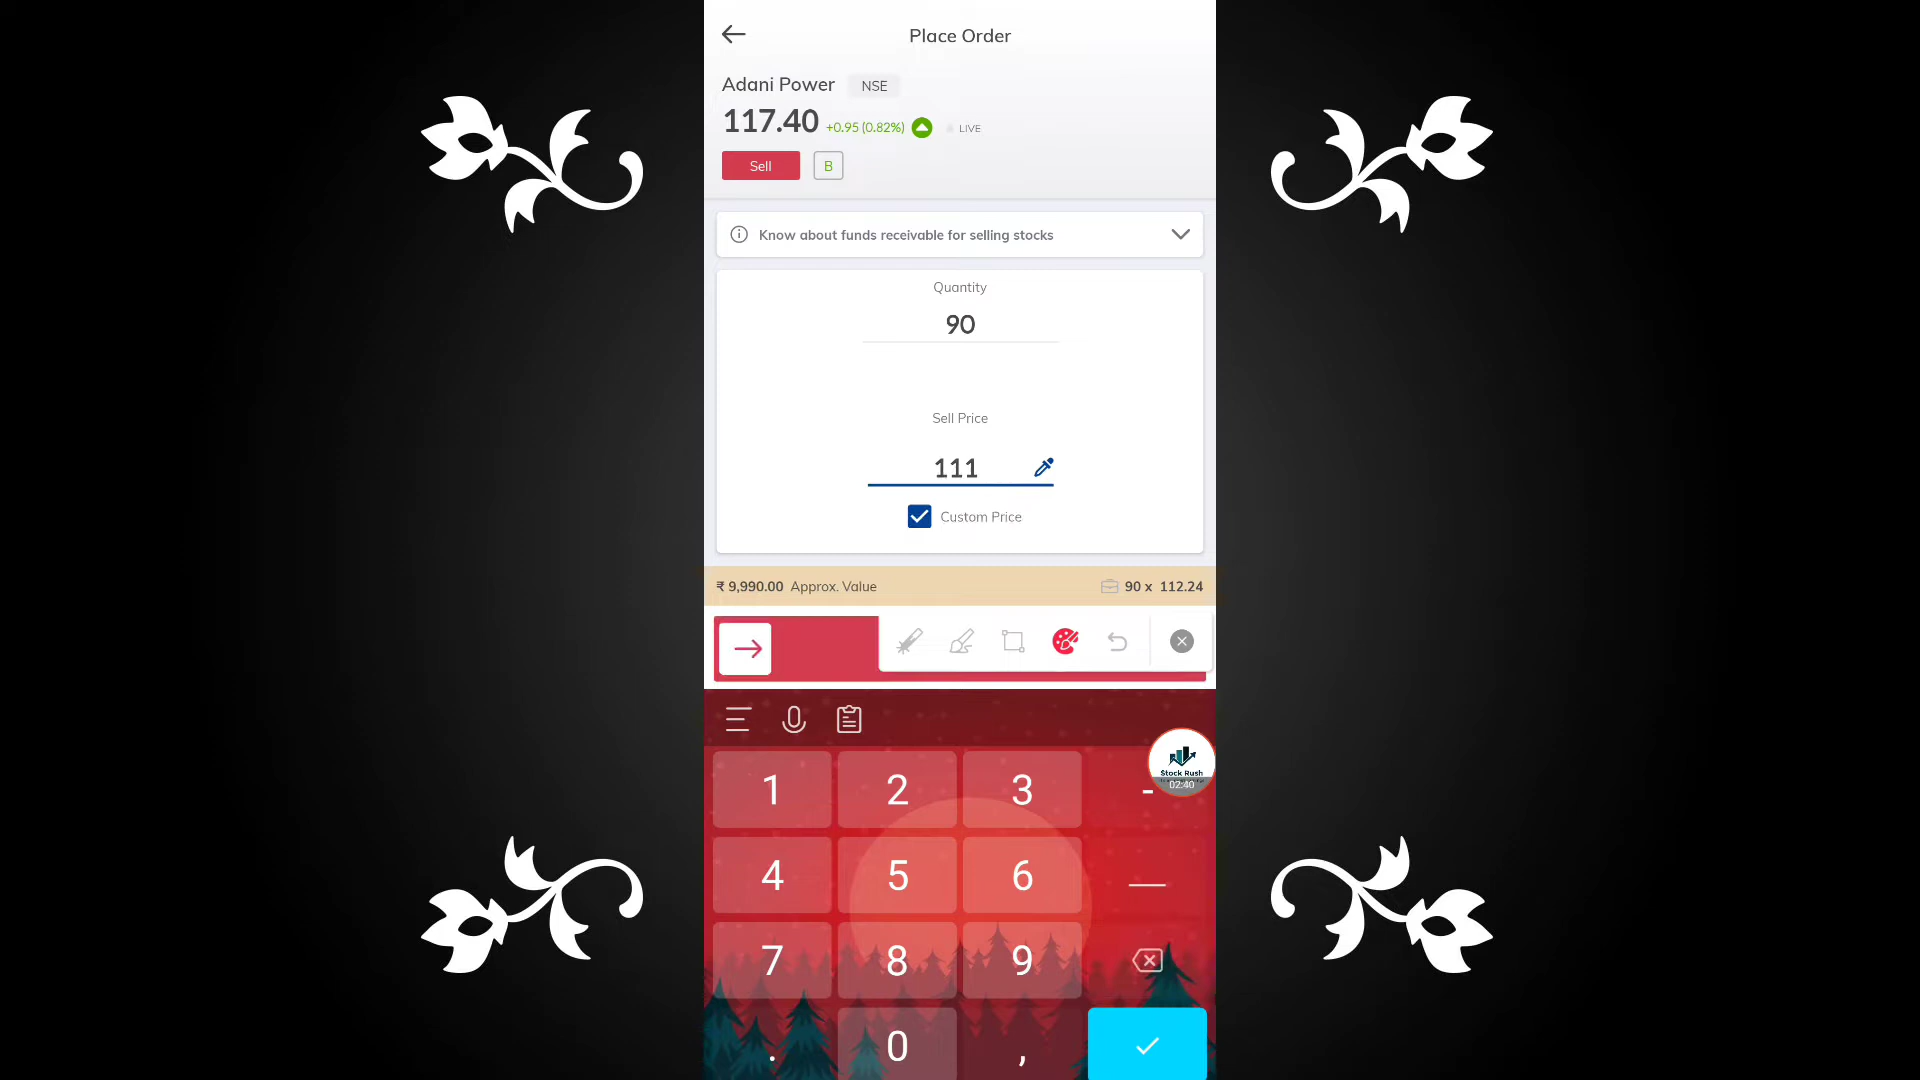 Place Order
Adani Power NSE
117.40 +0.95 (0.82%) LIVE
Sell B
Know about funds receivable for selling stocks
Quantity
90
Sell Price
111
Custom Price
₹ 9,990.00 Approx. Value 90 x 112.24
Stock Rush
02:40
1 2 3 -
4 5 6
7 8 9
. 0 ,